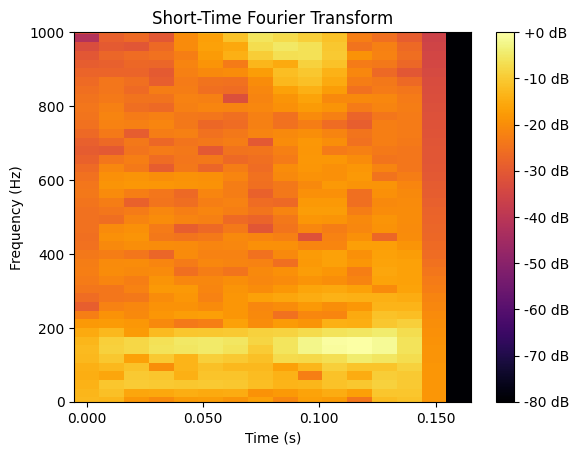 Short-Time Fourier Transform
1000
800
600
400
200
0
Frequency (Hz)
0.000
0.050
0.100
0.150
Time (s)
+0 dB
-10 dB
-20 dB
-30 dB
-40 dB
-50 dB
-60 dB
-70 dB
-80 dB